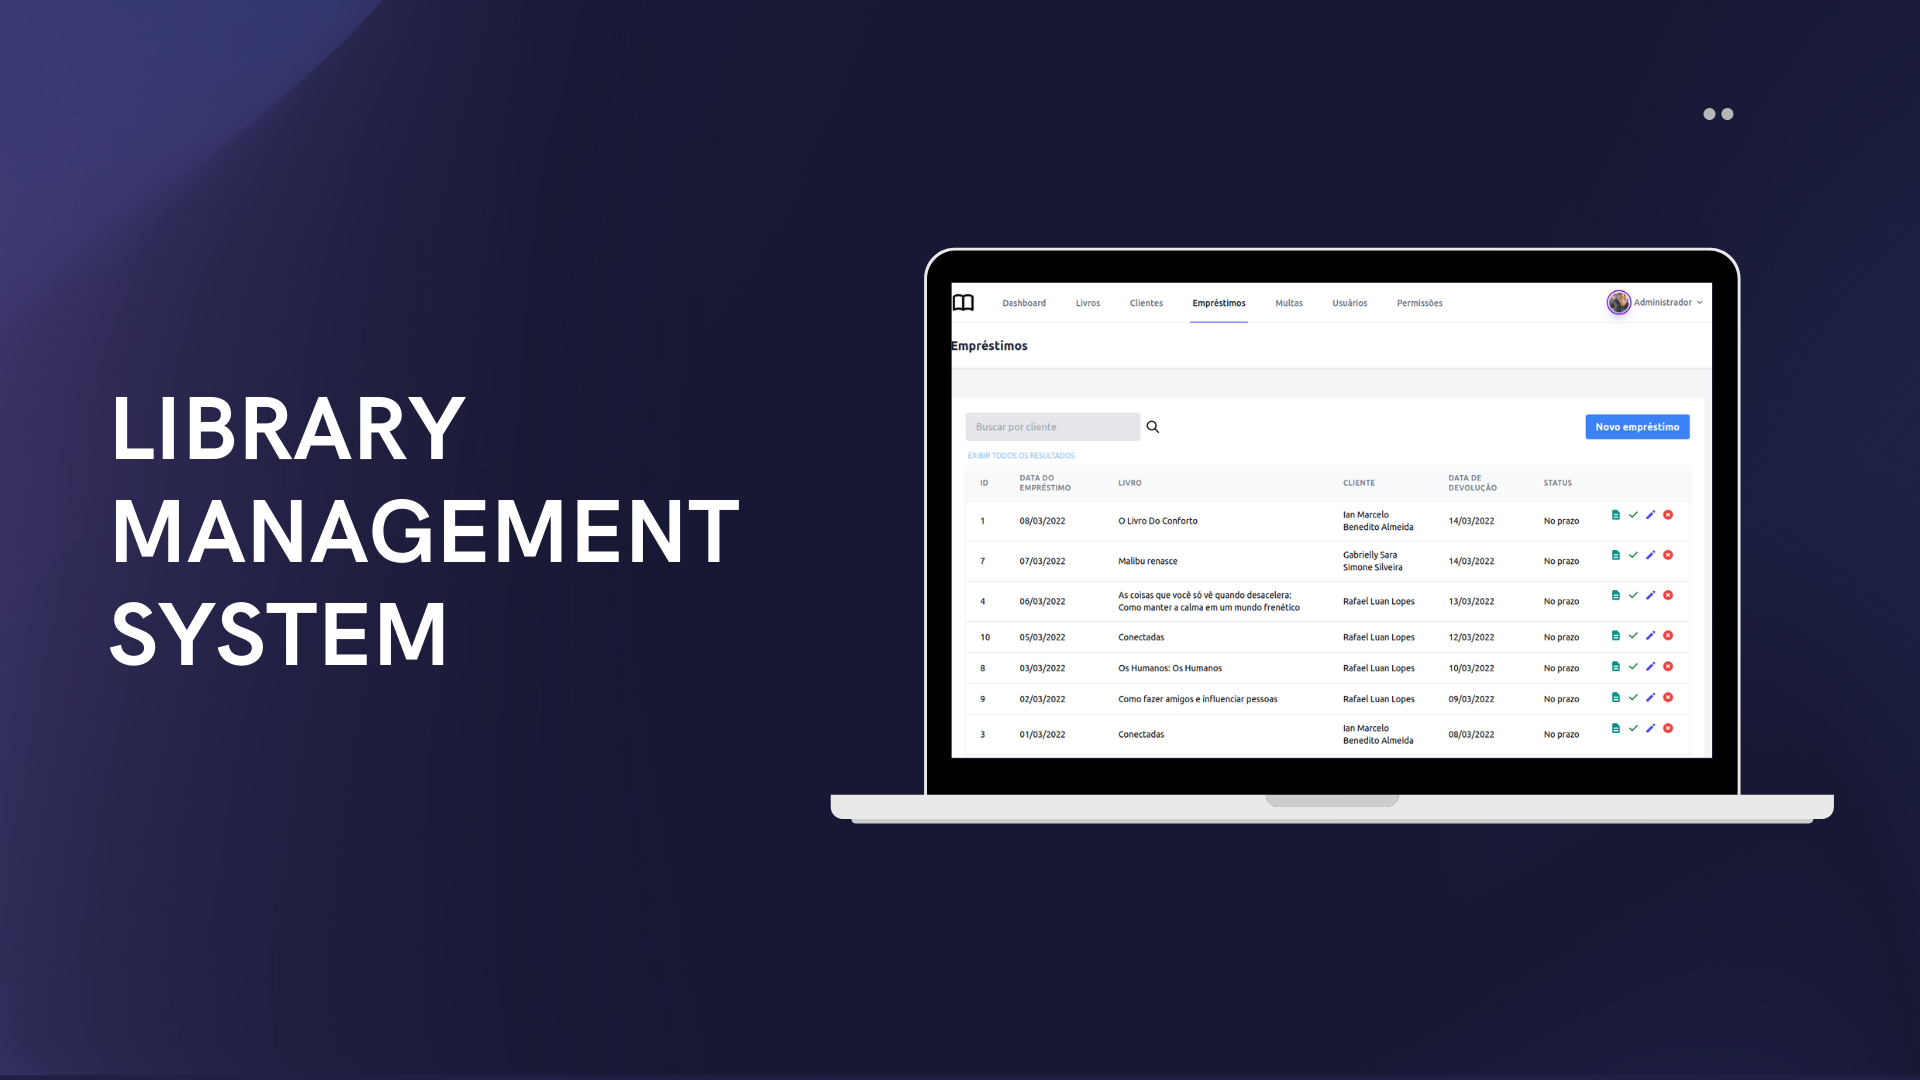 LIBRARY
MANAGEMENT
SYSTEM
Dashboard Livros Clientes Empréstimos Multas Usuários Permissões Administrador
Empréstimos
Buscar por cliente Novo empréstimo
EXIBIR TODOS OS RESULTADOS
ID DATA DO EMPRÉSTIMO LIVRO CLIENTE DATA DE DEVOLUÇÃO STATUS
1 08/03/2022 O Livro Do Conforto Ian Marcelo Benedito Almeida 14/03/2022 No prazo
7 07/03/2022 Malibu renasce Gabrielly Sara Simone Silveira 14/03/2022 No prazo
4 06/03/2022 As coisas que você só vê quando desacelera: Como manter a calma em um mundo frenético Rafael Luan Lopes 13/03/2022 No prazo
10 05/03/2022 Conectadas Rafael Luan Lopes 12/03/2022 No prazo
8 03/03/2022 Os Humanos: Os Humanos Rafael Luan Lopes 10/03/2022 No prazo
9 02/03/2022 Como fazer amigos e influenciar pessoas Rafael Luan Lopes 09/03/2022 No prazo
3 01/03/2022 Conectadas Ian Marcelo Benedito Almeida 08/03/2022 No prazo